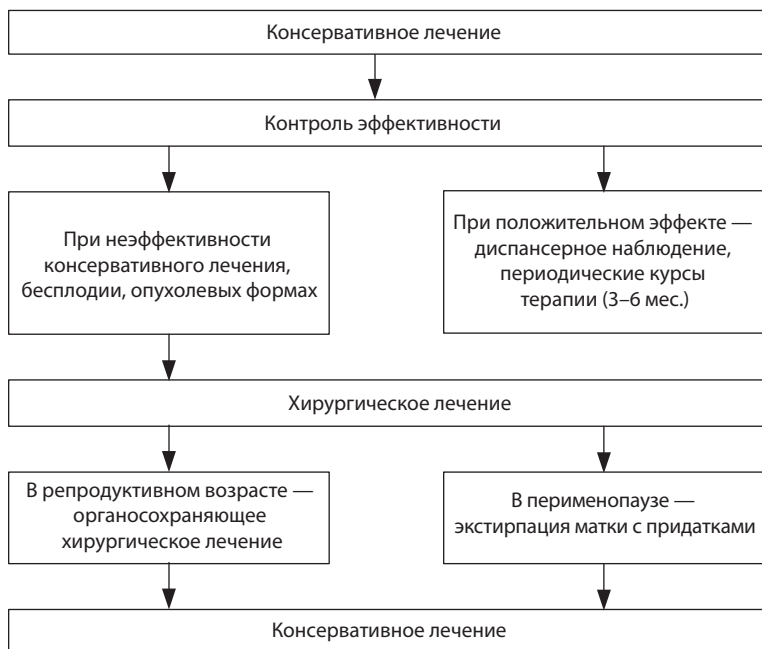 Консервативное лечение
Контроль эффективности
При неэффективности
консервативного лечения,
бесплодии, опухолевых формах
При положительном эффекте —
диспансерное наблюдение,
периодические курсы
терапии (3–6 мес.)
Хирургическое лечение
В репродуктивном возрасте —
органосохраняющее
хирургическое лечение
В перименопаузе —
экстирпация матки с придатками
Консервативное лечение